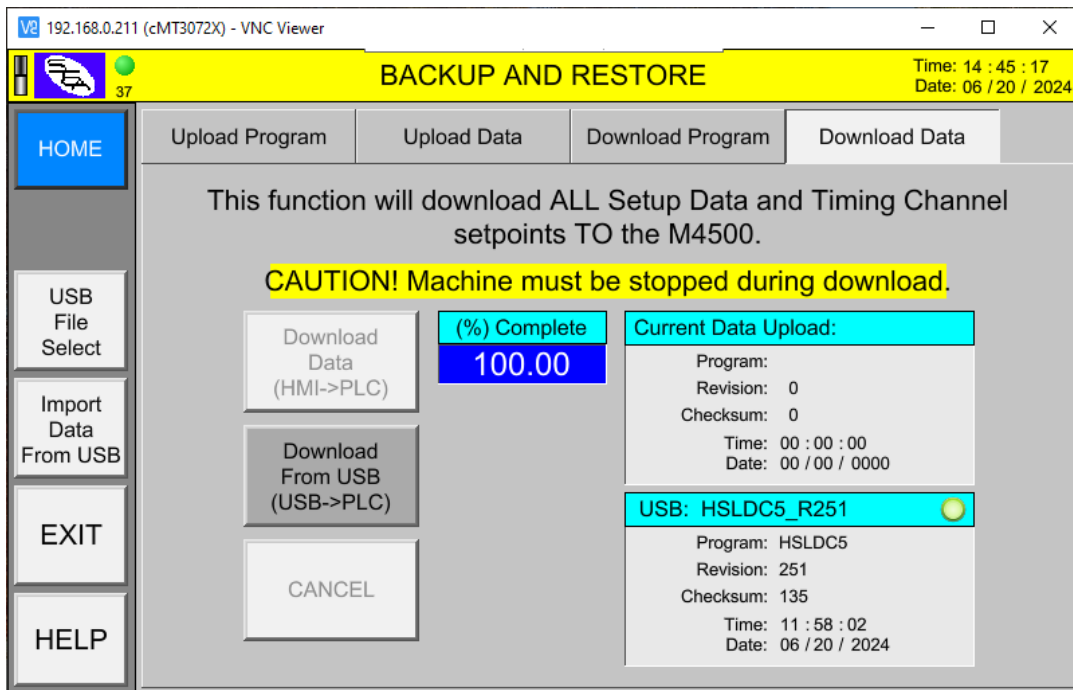 192.168.0.211 (cMT3072X) - VNC Viewer
37
BACKUP AND RESTORE
Time: 14 : 45 : 17
Date: 06 / 20 / 2024
HOME
Upload Program
Upload Data
Download Program
Download Data
This function will download ALL Setup Data and Timing Channel
setpoints TO the M4500.
CAUTION! Machine must be stopped during download.
USB
File
Select
Import
Data
From USB
EXIT
HELP
Download
Data
(HMI->PLC)
Download
From USB
(USB->PLC)
CANCEL
(%) Complete
100.00
Current Data Upload:
Program:
Revision: 0
Checksum: 0
Time: 00 : 00 : 00
Date: 00 / 00 / 0000
USB: HSLDC5_R251
Program: HSLDC5
Revision: 251
Checksum: 135
Time: 11 : 58 : 02
Date: 06 / 20 / 2024